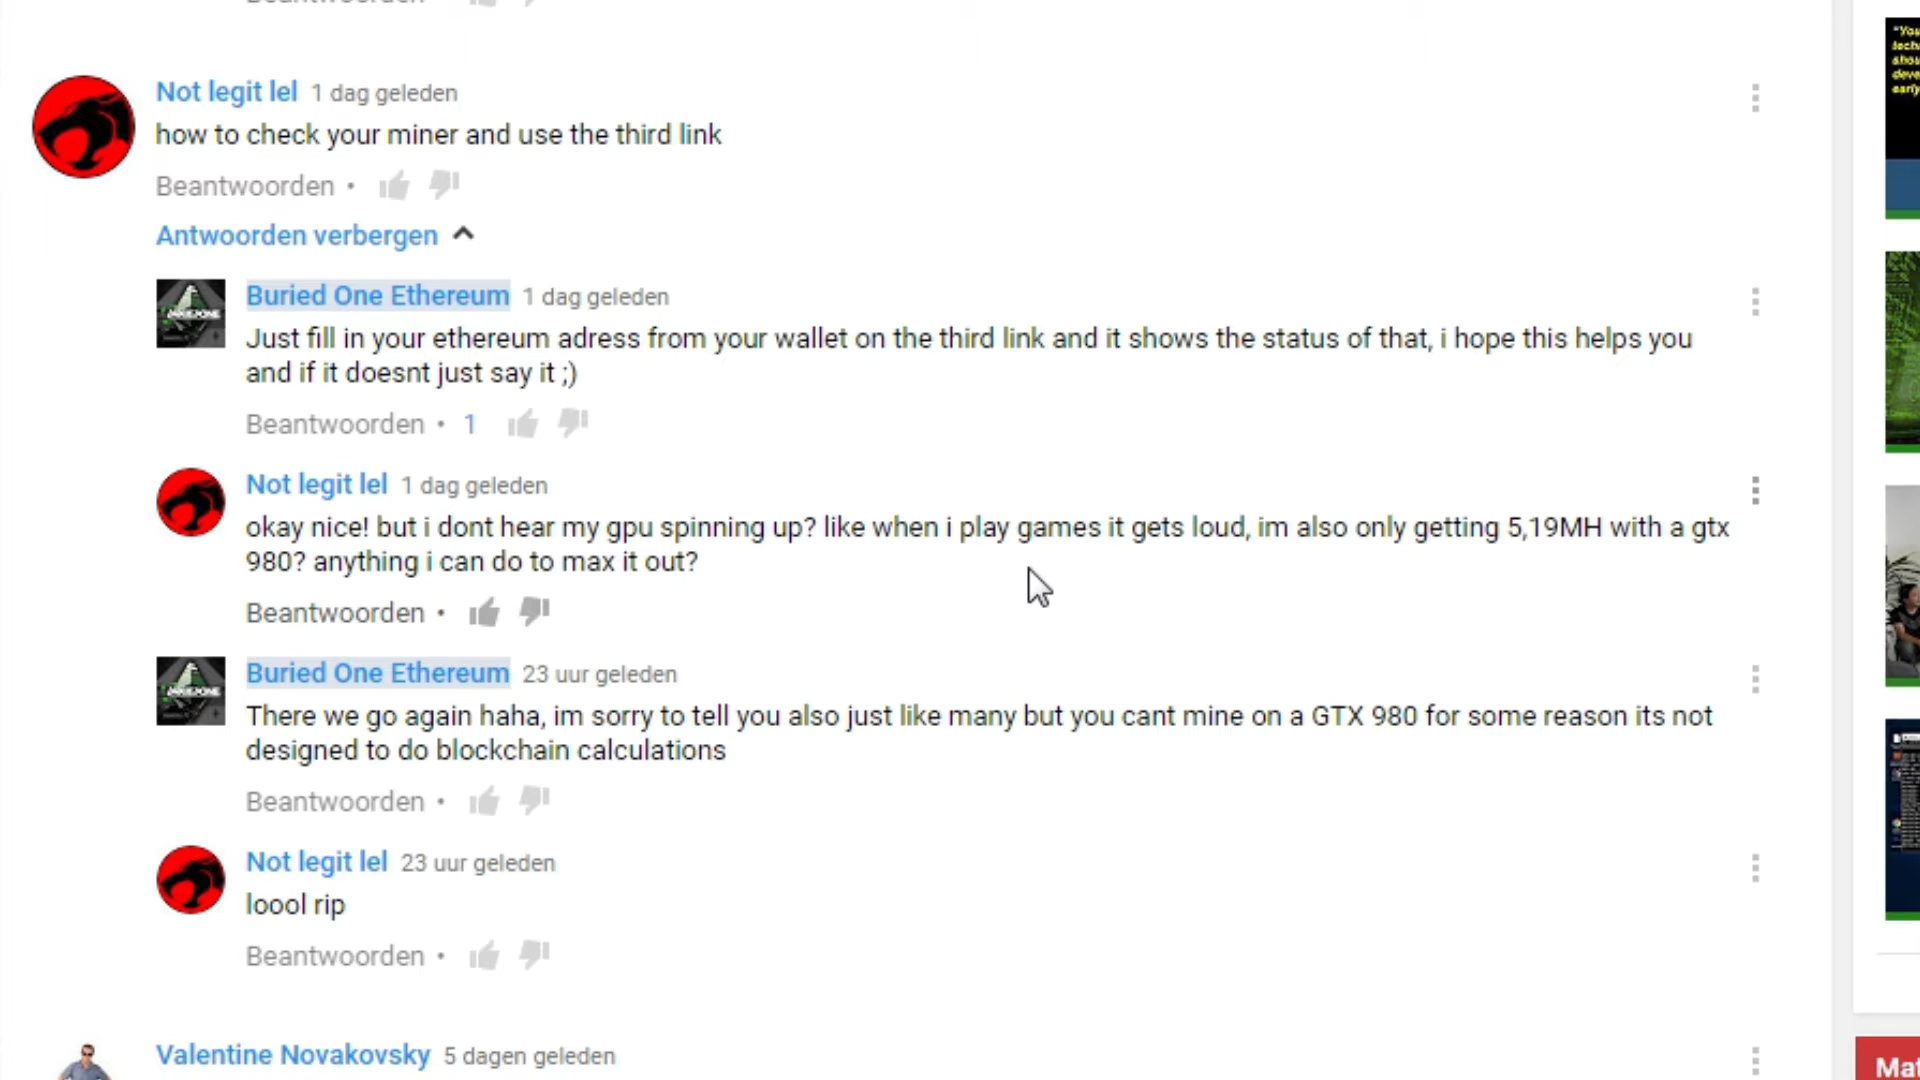 Not legit lel 1 dag geleden
how to check your miner and use the third link
Beantwoorden •
Antwoorden verbergen
Buried One Ethereum 1 dag geleden
Just fill in your ethereum adress from your wallet on the third link and it shows the status of that, i hope this helps you
and if it doesnt just say it ;)
Beantwoorden • 1
Not legit lel 1 dag geleden
okay nice! but i dont hear my gpu spinning up? like when i play games it gets loud, im also only getting 5,19MH with a gtx
980? anything i can do to max it out?
Beantwoorden •
Buried One Ethereum 23 uur geleden
There we go again haha, im sorry to tell you also just like many but you cant mine on a GTX 980 for some reason its not
designed to do blockchain calculations
Beantwoorden •
Not legit lel 23 uur geleden
loool rip
Beantwoorden •
Valentine Novakovsky 5 dagen geleden
"You